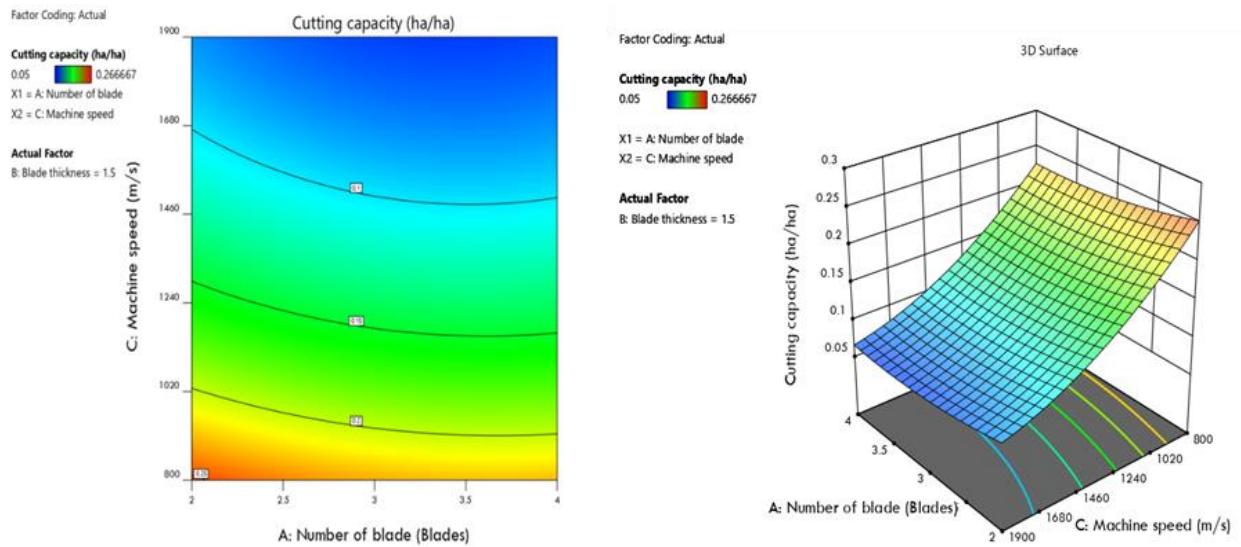 Factor Coding: Actual
Cutting capacity (ha/ha)
0.05 0.266667
X1 = A: Number of blade
X2 = C: Machine speed
Actual Factor
B: Blade thickness = 1.5
Cutting capacity (ha/ha)
C: Machine speed (m/s)
1900
1680
1460
1240
1020
800
0.1
0.15
0.2
0.25
2 2.5 3 3.5 4
A: Number of blade (Blades)
Factor Coding: Actual
Cutting capacity (ha/ha)
0.05 0.266667
X1 = A: Number of blade
X2 = C: Machine speed
Actual Factor
B: Blade thickness = 1.5
3D Surface
Cutting capacity (ha/ha)
0.3
0.25
0.2
0.15
0.1
0.05
4
3.5
3
2
A: Number of blade (Blades)
800
1020
1240
1460
1680
1900
C: Machine speed (m/s)